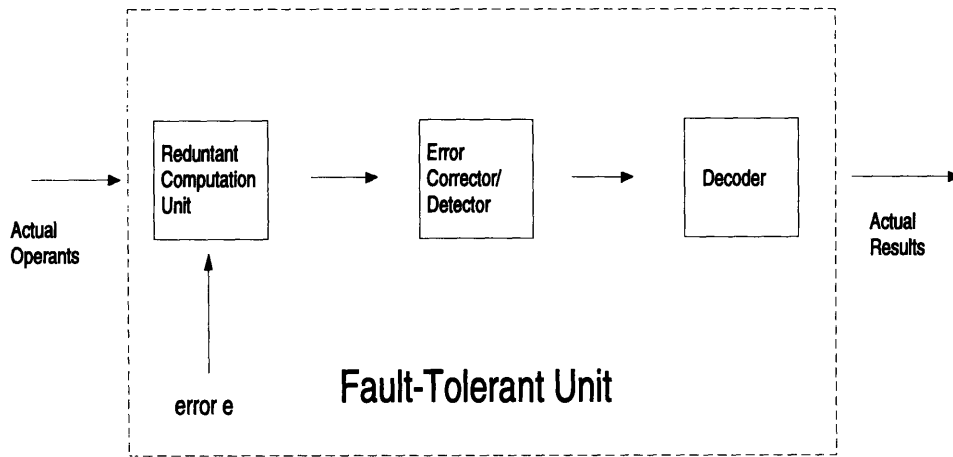 Reduntant
Computation
Unit
Error
Corrector/
Detector
Decoder
Actual
Operants
Actual
Results
error e
Fault-Tolerant Unit